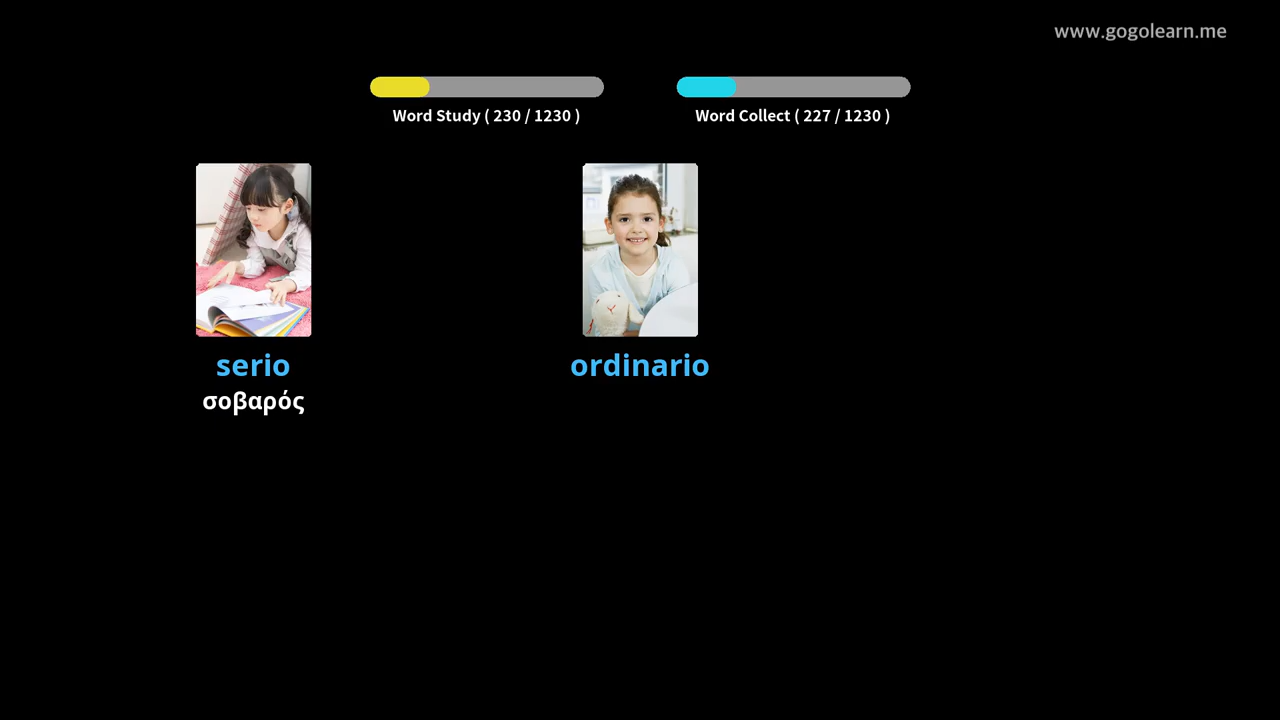 www.gogolearn.me
Word Study ( 230 / 1230 )
Word Collect ( 227 / 1230 )
serio
σοβαρός
ordinario